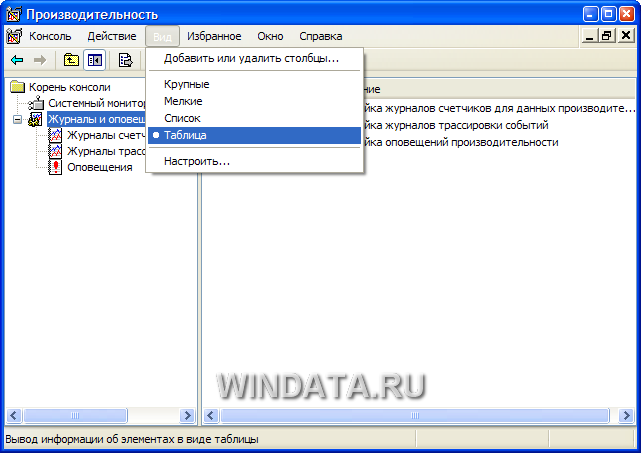 Производительность
Консоль Действие Вид Избранное Окно Справка
Добавить или удалить столбцы...
Крупные
Мелкие
Список
Таблица
Настроить...
Корень консоли
Системный монитор
Журналы и опове
Журналы счетч
Журналы трасс
Оповещения
ние
йка журналов счетчиков для данных производите...
йка журналов трассировки событий
йка оповещений производительности
WINDATA.RU
Вывод информации об элементах в виде таблицы